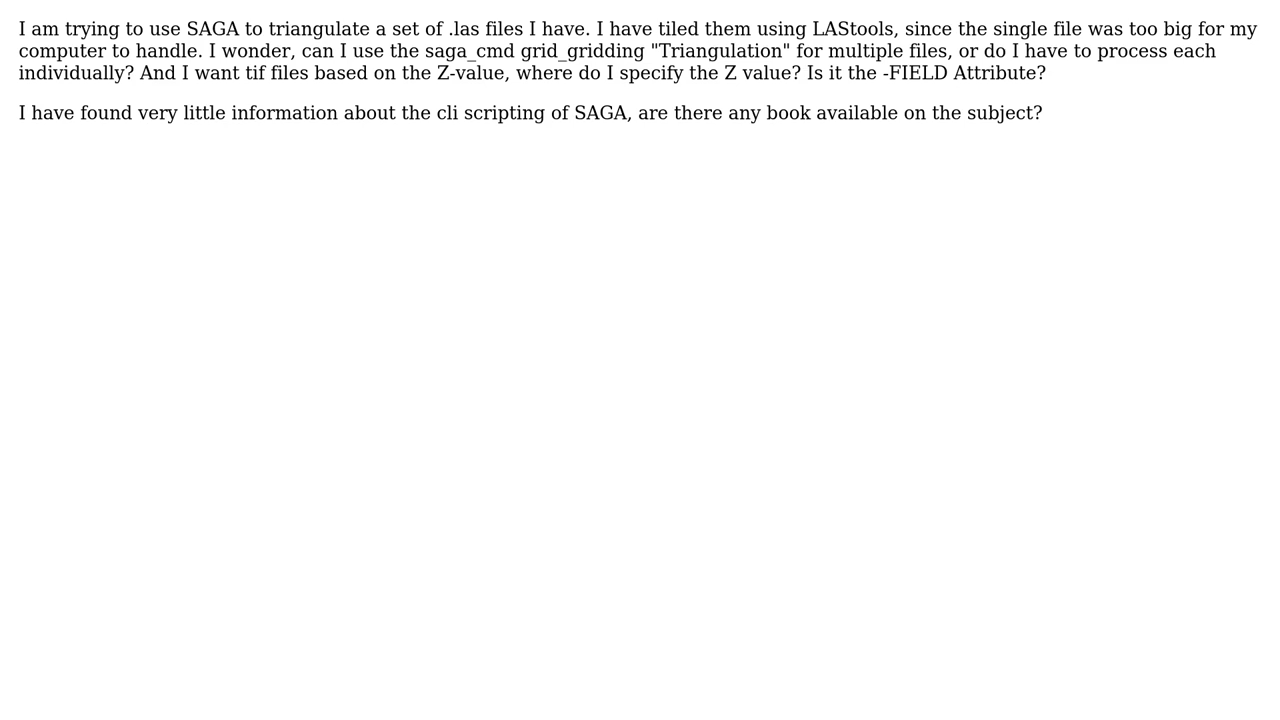 I am trying to use SAGA to triangulate a set of .las files I have. I have tiled them using LAStools, since the single file was too big for my
computer to handle. I wonder, can I use the saga_cmd grid_gridding "Triangulation" for multiple files, or do I have to process each
individually? And I want tif files based on the Z-value, where do I specify the Z value? Is it the -FIELD Attribute?
I have found very little information about the cli scripting of SAGA, are there any book available on the subject?